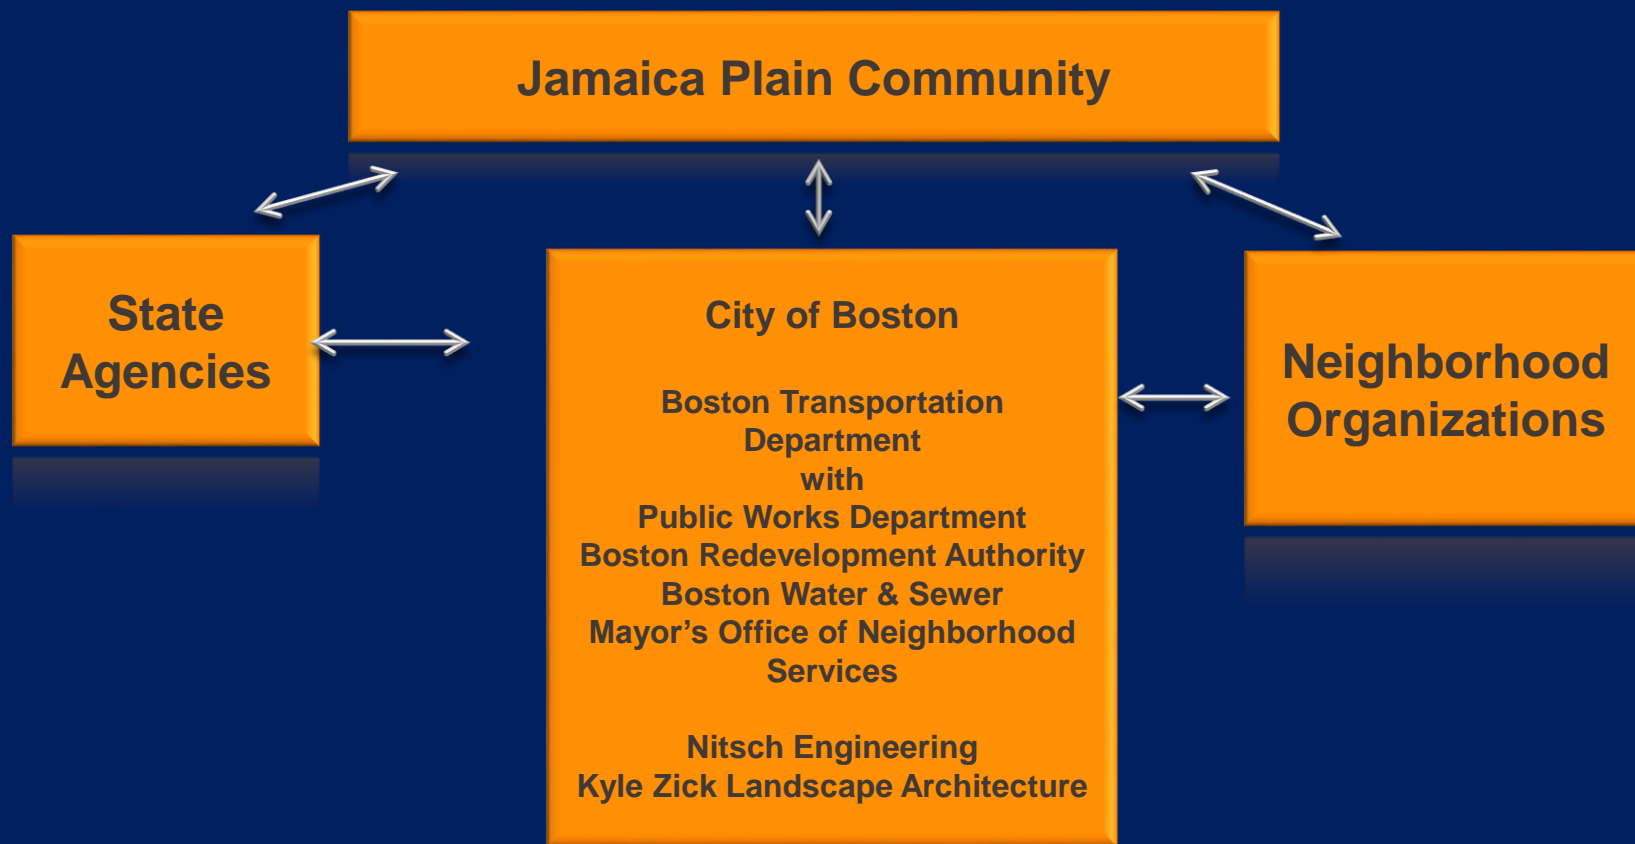 Jamaica Plain Community
State
Agencies
City of Boston
Boston Transportation
Department
with
Public Works Department
Boston Redevelopment Authority
Boston Water & Sewer
Mayor’s Office of Neighborhood
Services
Nitsch Engineering
Kyle Zick Landscape Architecture
Neighborhood
Organizations